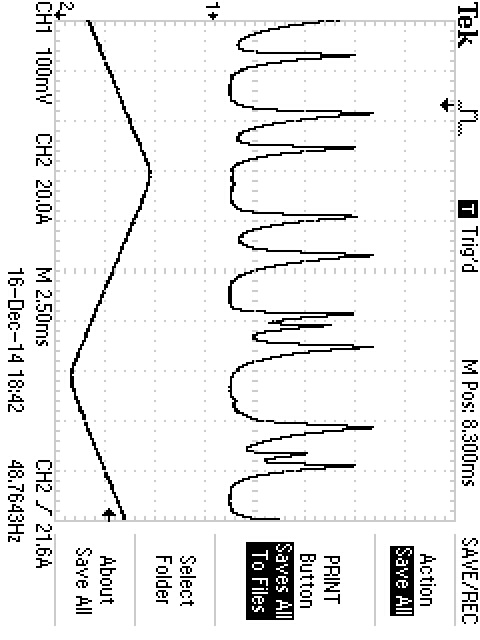 Tek
T Trig'd
M Pos: 8.300ms
SAVE/REC
Action
Save All
PRINT
Button
Saves All
To Files
Select
Folder
About
Save All
1
2
CH1 100mV
CH2 20.0A
M 2.50ms
CH2 / 21.6A
16-Dec-14 18:42
48.7643Hz